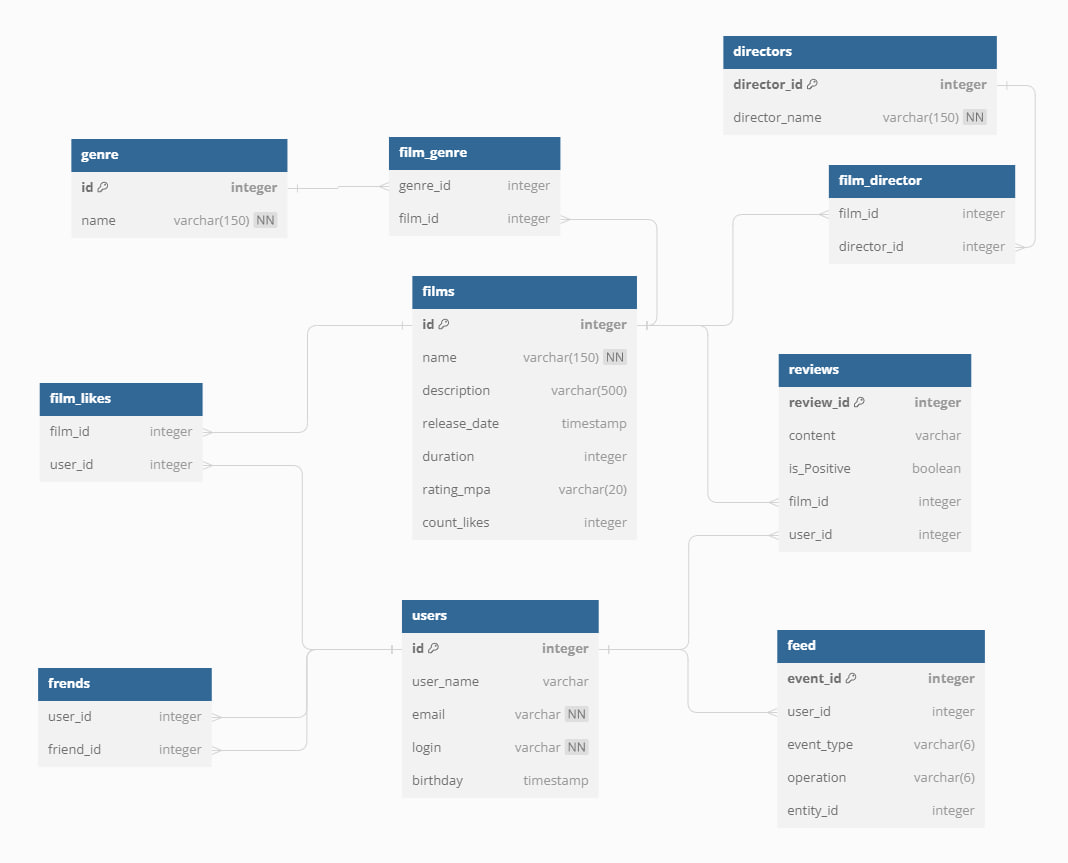 directors
director_id integer
director_name varchar(150) NN
genre
id integer
name varchar(150) NN
film_genre
genre_id integer
film_id integer
film_director
film_id integer
director_id integer
films
id integer
name varchar(150) NN
description varchar(500)
release_date timestamp
duration integer
rating_mpa varchar(20)
count_likes integer
film_likes
film_id integer
user_id integer
reviews
review_id integer
content varchar
is_Positive boolean
film_id integer
user_id integer
users
id integer
user_name varchar
email varchar NN
login varchar NN
birthday timestamp
frends
user_id integer
friend_id integer
feed
event_id integer
user_id integer
event_type varchar(6)
operation varchar(6)
entity_id integer